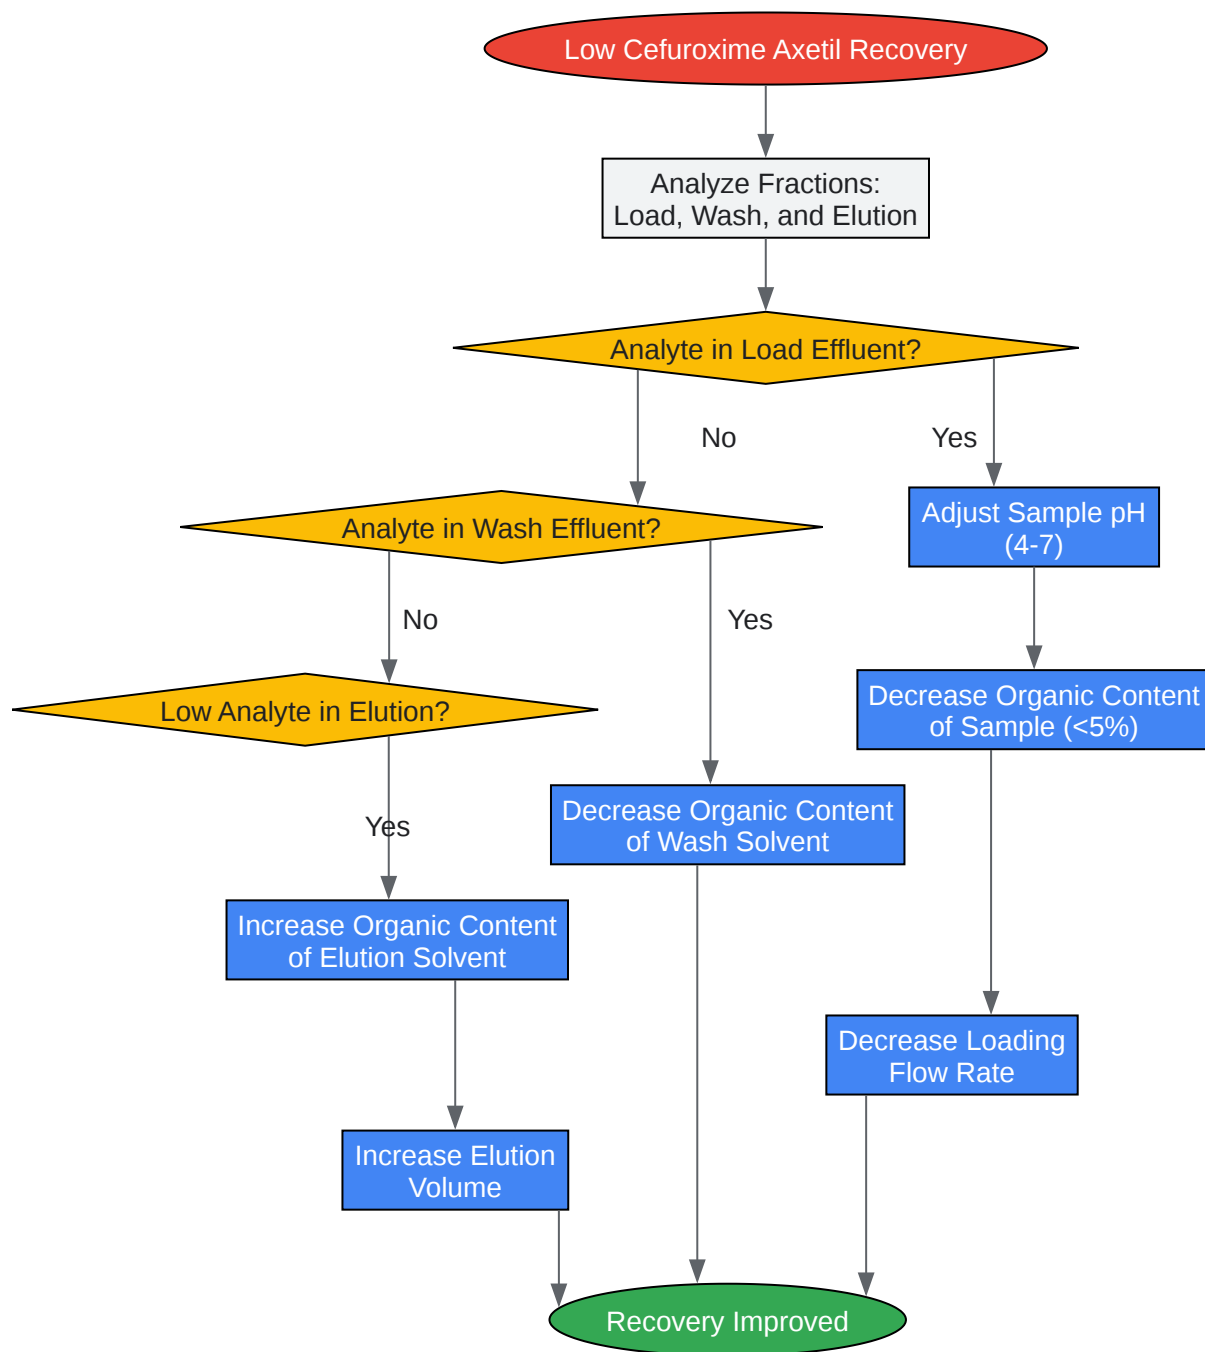 Low Cefuroxime Axetil Recovery
Analyze Fractions:
Load, Wash, and Elution
Analyte in Load Effluent?
No
Yes
Analyte in Wash Effluent?
Adjust Sample pH
(4-7)
No
Yes
Low Analyte in Elution?
Decrease Organic Content
of Sample (<5%)
Decrease Organic Content
of Wash Solvent
Yes
Increase Organic Content
of Elution Solvent
Decrease Loading
Flow Rate
Increase Elution
Volume
Recovery Improved